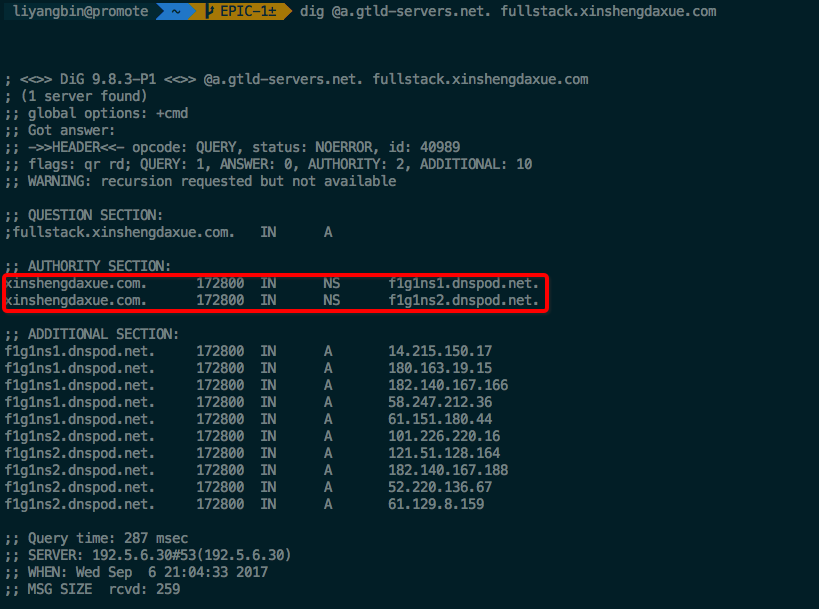 liyangbin@promote ~ EPIC-1± dig @a.gtld-servers.net. fullstack.xinshengdaxue.com
; <<>> DiG 9.8.3-P1 <<>> @a.gtld-servers.net. fullstack.xinshengdaxue.com
; (1 server found)
;; global options: +cmd
;; Got answer:
;; ->>HEADER<<- opcode: QUERY, status: NOERROR, id: 40989
;; flags: qr rd; QUERY: 1, ANSWER: 0, AUTHORITY: 2, ADDITIONAL: 10
;; WARNING: recursion requested but not available
;; QUESTION SECTION:
;fullstack.xinshengdaxue.com. IN A
;; AUTHORITY SECTION:
xinshengdaxue.com. 172800 IN NS f1g1ns1.dnspod.net.
xinshengdaxue.com. 172800 IN NS f1g1ns2.dnspod.net.
;; ADDITIONAL SECTION:
f1g1ns1.dnspod.net. 172800 IN A 14.215.150.17
f1g1ns1.dnspod.net. 172800 IN A 180.163.19.15
f1g1ns1.dnspod.net. 172800 IN A 182.140.167.166
f1g1ns1.dnspod.net. 172800 IN A 58.247.212.36
f1g1ns1.dnspod.net. 172800 IN A 61.151.180.44
f1g1ns2.dnspod.net. 172800 IN A 101.226.220.16
f1g1ns2.dnspod.net. 172800 IN A 121.51.128.164
f1g1ns2.dnspod.net. 172800 IN A 182.140.167.188
f1g1ns2.dnspod.net. 172800 IN A 52.220.136.67
f1g1ns2.dnspod.net. 172800 IN A 61.129.8.159
;; Query time: 287 msec
;; SERVER: 192.5.6.30#53(192.5.6.30)
;; WHEN: Wed Sep 6 21:04:33 2017
;; MSG SIZE rcvd: 259